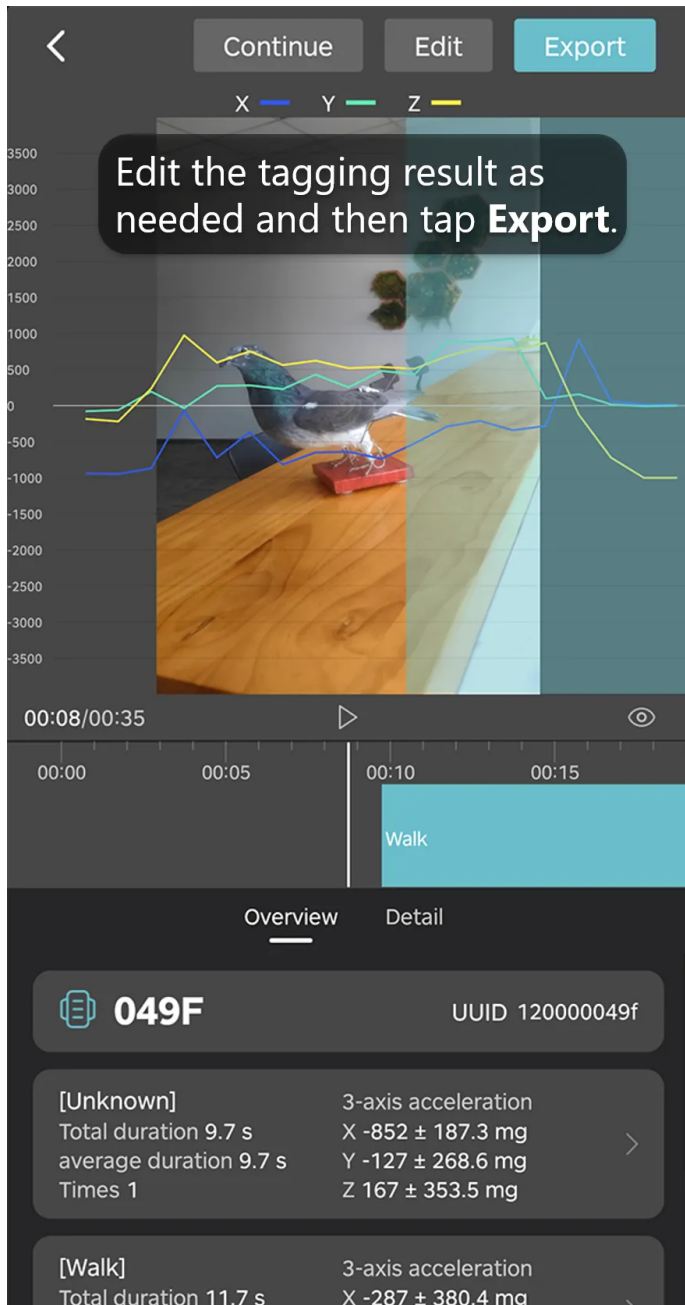 Continue
Edit
Export
X
Y
Z
Edit the tagging result as
needed and then tap Export.
3500
3000
2500
2000
1500
1000
500
0
-500
-1000
-1500
-2000
-2500
-3000
-3500
00:08/00:35
00:00
00:05
00:10
00:15
Walk
Overview
Detail
049F
UUID 120000049f
[Unknown]
Total duration 9.7 s
average duration 9.7 s
Times 1
3-axis acceleration
X -852 ± 187.3 mg
Y -127 ± 268.6 mg
Z 167 ± 353.5 mg
[Walk]
Total duration 11.7 s
3-axis acceleration
X -287 ± 380.4 mg